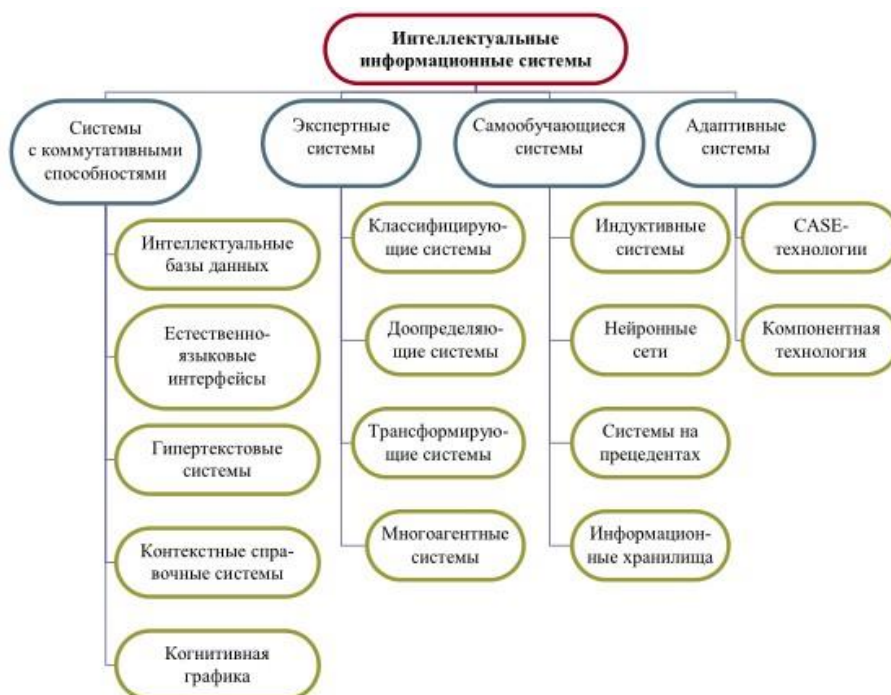 Интеллектуальные
информационные системы
Системы
с коммутативными
способностями
Экспертные
системы
Самообучающиеся
системы
Адаптивные
системы
Интеллектуальные
базы данных
Естественно-
языковые
интерфейсы
Гипертекстовые
системы
Контекстные спра-
вочные системы
Когнитивная
графика
Классифицирую-
щие системы
Доопределяю-
щие системы
Трансформирую-
щие системы
Многоагентные
системы
Индуктивные
системы
Нейронные
сети
Системы на
прецедентах
Информацион-
ные хранилища
CASE-
технологии
Компонентная
технология